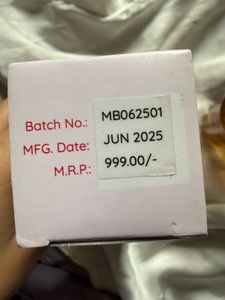 Batch No.: MB062501
MFG. Date: JUN 2025
M.R.P.: 999.00/-